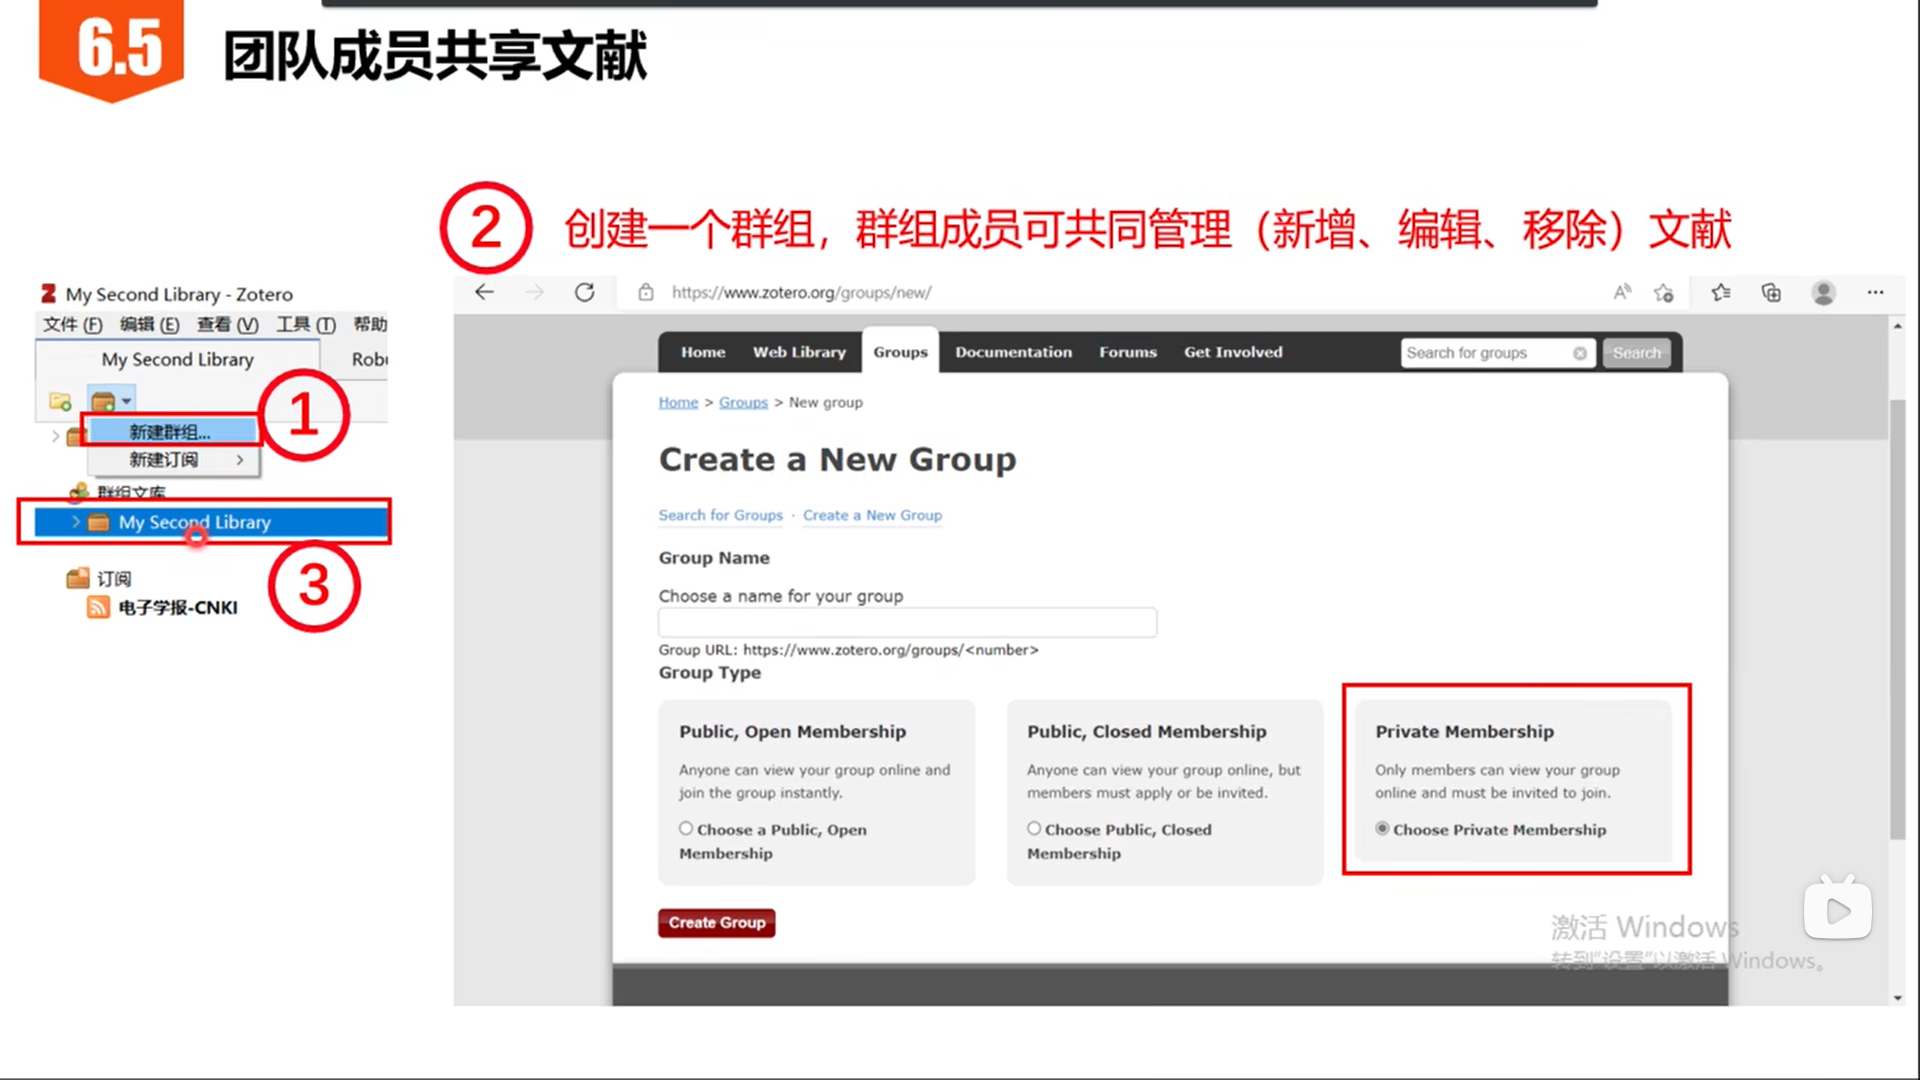 6.5
团队成员共享文献
② 创建一个群组，群组成员可共同管理（新增、编辑、移除）文献
My Second Library - Zotero
文件 (F) 编辑 (E) 查看 (V) 工具 (T) 帮助
My Second Library
①
新建群组...
新建订阅
群组文库
My Second Library
③
订阅
电子学报-CNKI
https://www.zotero.org/groups/new/
Home Web Library Groups Documentation Forums Get Involved
Search for groups Search
Home > Groups > New group
Create a New Group
Search for Groups · Create a New Group
Group Name
Choose a name for your group
Group URL: https://www.zotero.org/groups/<number>
Group Type
Public, Open Membership
Anyone can view your group online and
join the group instantly.
Choose a Public, Open
Membership
Public, Closed Membership
Anyone can view your group online, but
members must apply or be invited.
Choose Public, Closed
Membership
Private Membership
Only members can view your group
online and must be invited to join.
Choose Private Membership
Create Group
激活 Windows
转到"设置"以激活 Windows。